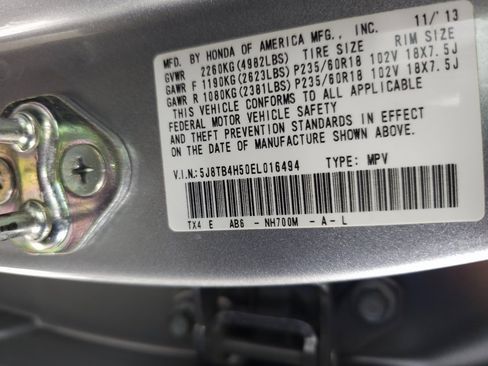 MFD. BY HONDA OF AMERICA MFG., INC. 11/'13
GVWR 2260KG(4982LBS) TIRE SIZE RIM SIZE
GAWR F 1190KG(2623LBS)P235/60R18 102V 18X7.5J
GAWR R 1080KG(2381LBS)P235/60R18 102V 18X7.5J
THIS VEHICLE CONFORMS TO ALL APPLICABLE
FEDERAL MOTOR VEHICLE SAFETY
AND THEFT PREVENTION STANDARDS IN EFFECT
ON THE DATE OF MANUFACTURE SHOWN
ABOVE.
V.I.N.:5J8TB4H50EL016494 TYPE: MPV
TX4 E AB6 - NH700M - A - L